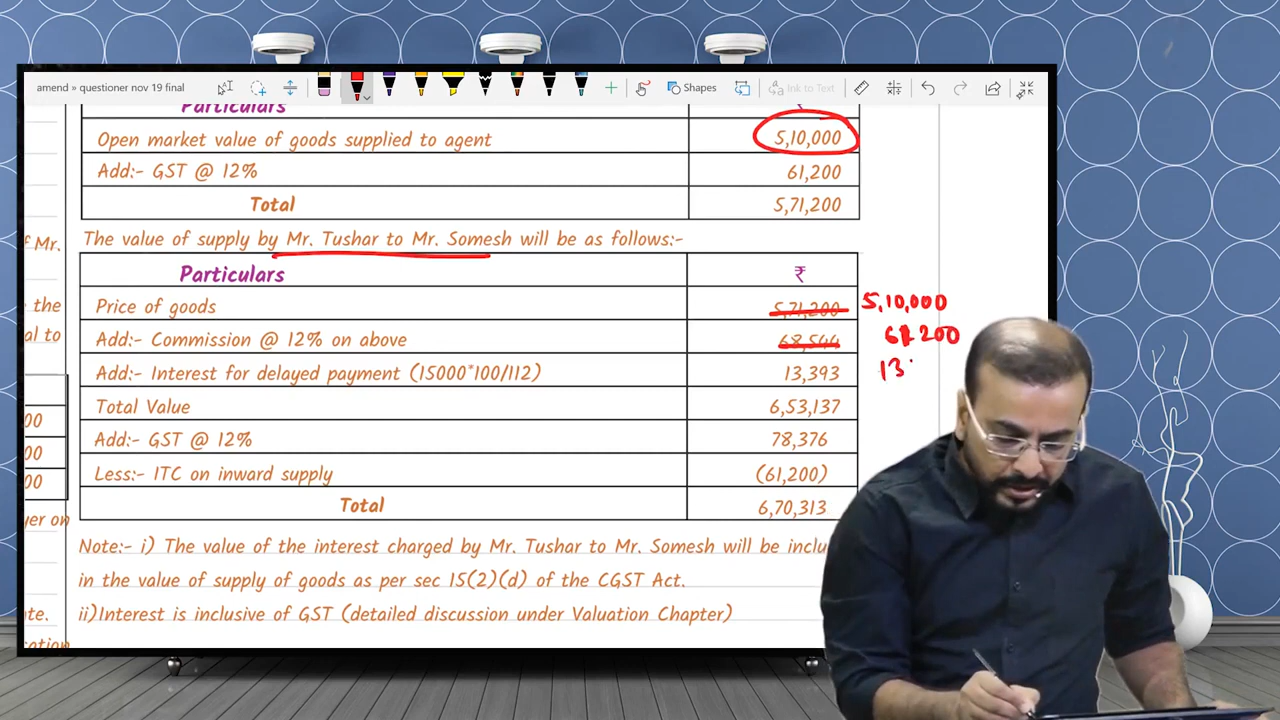 amend » questioner nov 19 final
Shapes
Ink to Text
Particulars ₹
Open market value of goods supplied to agent 5,10,000
Add:- GST @ 12% 61,200
Total 5,71,200
f Mr.
The value of supply by Mr. Tushar to Mr. Somesh will be as follows:-
Particulars ₹
the
Price of goods 5,71,200 5,10,000
al to
Add:- Commission @ 12% on above 68,544 61200
Add:- Interest for delayed payment (15000*100/112) 13,393 13
00
Total Value 6,53,137
00
Add:- GST @ 12% 78,376
00
Less:- ITC on inward supply (61,200)
yer on
Total 6,70,313
Note:- i) The value of the interest charged by Mr. Tushar to Mr. Somesh will be inclu
in the value of supply of goods as per sec 15(2)(d) of the CGST Act.
te.
ii)Interest is inclusive of GST (detailed discussion under Valuation Chapter)
cation